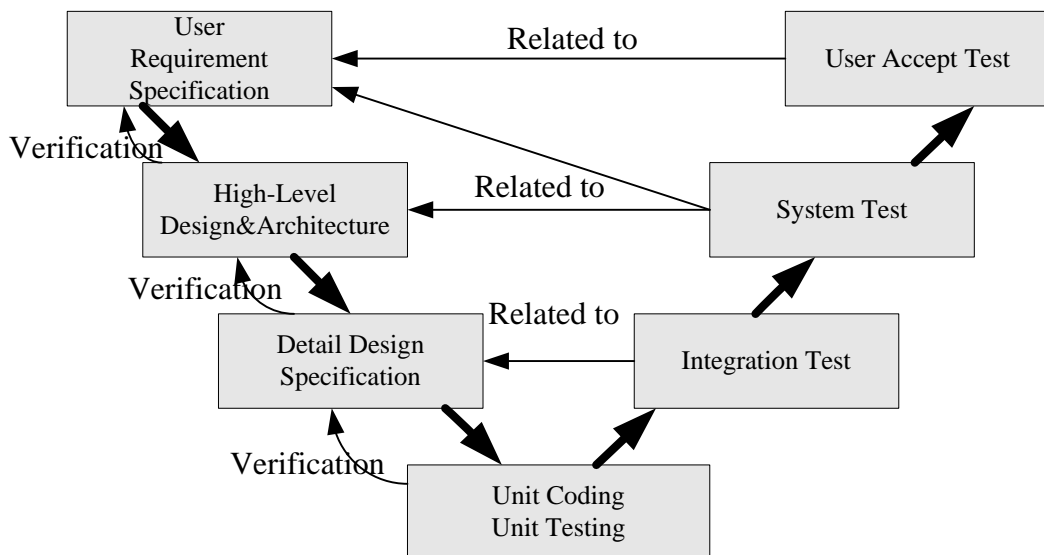 User
Requirement
Specification
Related to
User Accept Test
Verification
High-Level
Design&Architecture
Related to
System Test
Verification
Detail Design
Specification
Related to
Integration Test
Verification
Unit Coding
Unit Testing